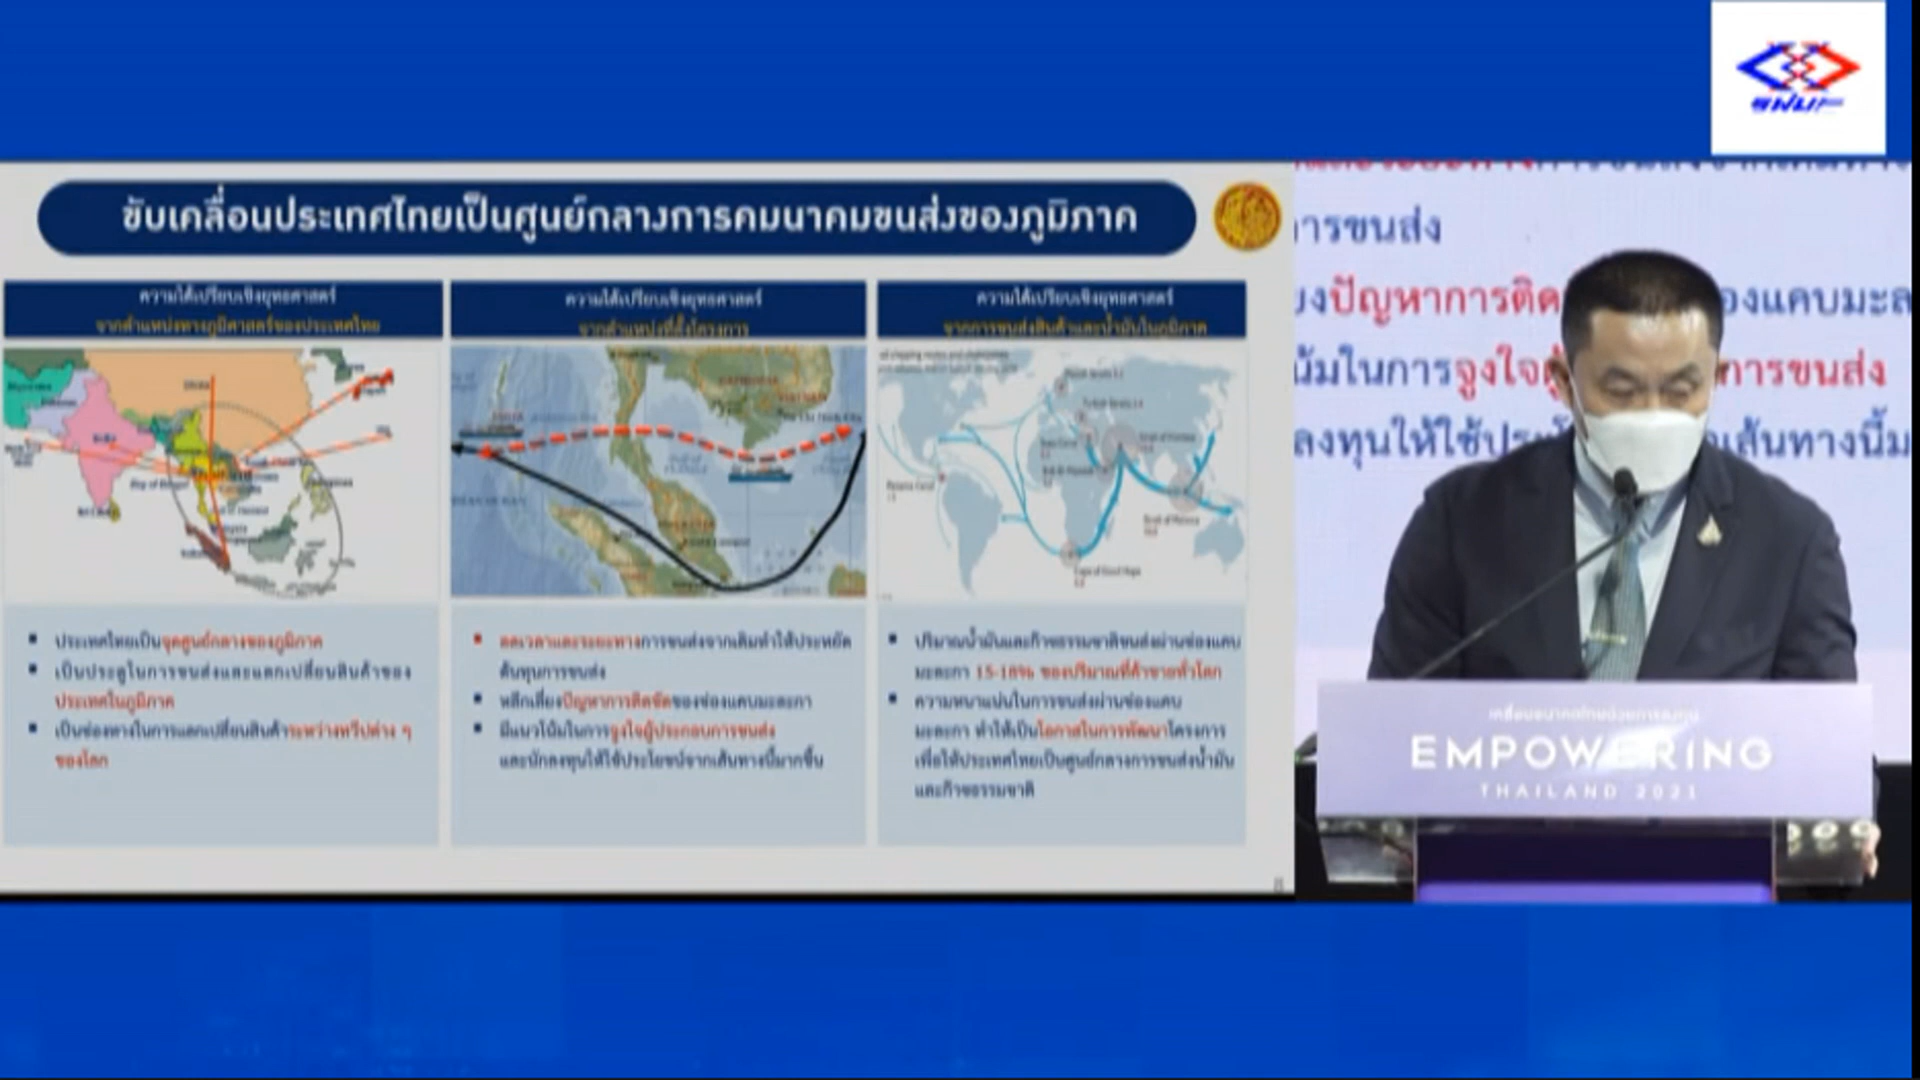 รฟม
ขับเคลื่อนประเทศไทยเป็นศูนย์กลางการคมนาคมขนส่งของภูมิภาค
ความได้เปรียบเชิงยุทธศาสตร์
จากตำแหน่งทางภูมิศาสตร์ของประเทศไทย
ความได้เปรียบเชิงยุทธศาสตร์
จากตำแหน่งที่ตั้งโครงการ
ความได้เปรียบเชิงยุทธศาสตร์
จากการขนส่งสินค้าและน้ำมันในภูมิภาค
India
Cape of Good Hope
ประเทศไทยเป็นจุดศูนย์กลางของภูมิภาค
เป็นประตูในการขนส่งและแลกเปลี่ยนสินค้าของ
ประเทศในภูมิภาค
เป็นช่องทางในการแลกเปลี่ยนสินค้าระหว่างทวีปต่าง ๆ
ของโลก
ลดเวลาและระยะทางการขนส่งจากเดิมทำให้ประหยัด
ต้นทุนการขนส่ง
หลีกเลี่ยงปัญหาการติดขัดของช่องแคบมะละกา
มีแนวโน้มในการจูงใจผู้ประกอบการขนส่ง
และนักลงทุนให้ใช้ประโยชน์จากเส้นทางนี้มากขึ้น
ปริมาณน้ำมันและก๊าซธรรมชาติขนส่งผ่านช่องแคบ
มะละกา 15-18% ของปริมาณที่ค้าขายทั่วโลก
ความหนาแน่นในการขนส่งผ่านช่องแคบ
มะละกา ทำให้เป็นโอกาสในการพัฒนาโครงการ
เพื่อให้ประเทศไทยเป็นศูนย์กลางการขนส่งน้ำมัน
และก๊าซธรรมชาติ
ารขนส่ง
ยงปัญหาการติด องแคบมะล
น้มในการจูงใจผู้ การขนส่ง
ลงทุนให้ใช้ประโ เส้นทางนี้ม
เคลื่อนอนาคตไทยด้วยการลงทุน
EMPOWERING
THAILAND 2021